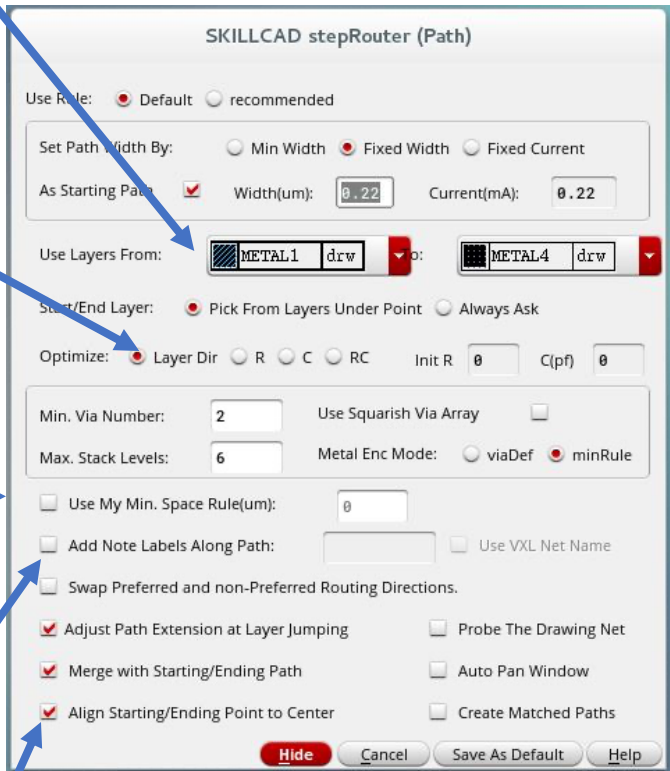 SKILLCAD stepRouter (Path)
Use Rule: Default recommended
Set Path Width By: Min Width Fixed Width Fixed Current
As Starting Path Width(um): 0.22 Current(mA): 0.22
Use Layers From: METAL1 drw To: METAL4 drw
Start/End Layer: Pick From Layers Under Point Always Ask
Optimize: Layer Dir R C RC Init R 0 C(pf) 0
Min. Via Number: 2 Use Squarish Via Array
Max. Stack Levels: 6 Metal Enc Mode: viaDef minRule
Use My Min. Space Rule(um): 0
Add Note Labels Along Path: Use VXL Net Name
Swap Preferred and non-Preferred Routing Directions.
Adjust Path Extension at Layer Jumping Probe The Drawing Net
Merge with Starting/Ending Path Auto Pan Window
Align Starting/Ending Point to Center Create Matched Paths
Hide Cancel Save As Default Help